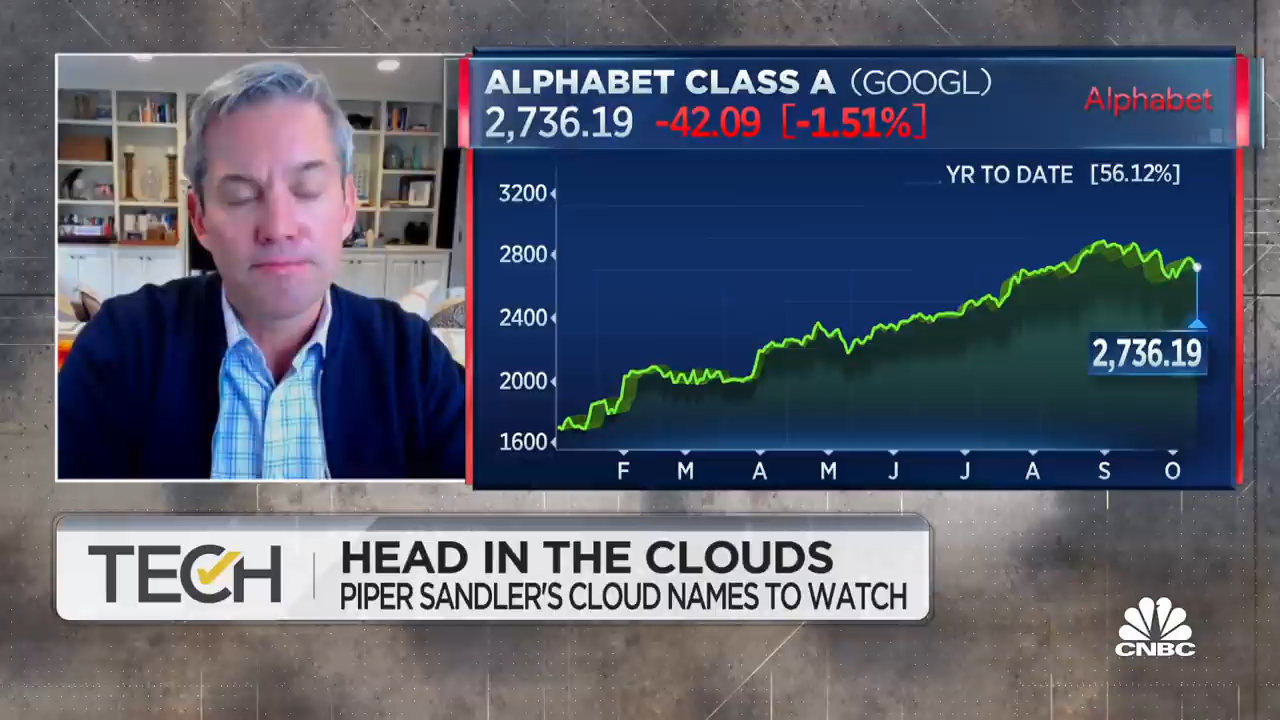 ALPHABET CLASS A (GOOGL)
2,736.19 -42.09 [-1.51%]
Alphabet
YR TO DATE [56.12%]
3200
2800
2400
2000
1600
2,736.19
F M A M J J A S O
TECH
HEAD IN THE CLOUDS
PIPER SANDLER'S CLOUD NAMES TO WATCH
CNBC